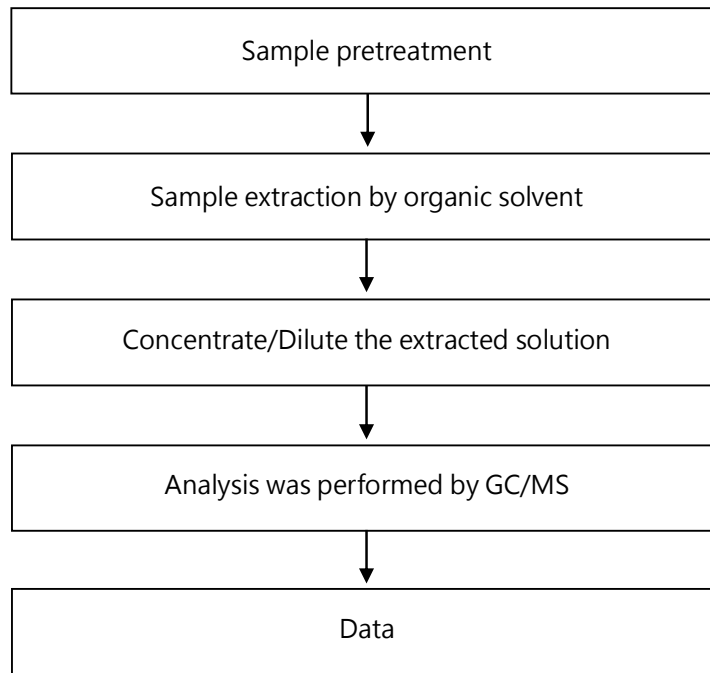 Sample pretreatment
Sample extraction by organic solvent
Concentrate/Dilute the extracted solution
Analysis was performed by GC/MS
Data